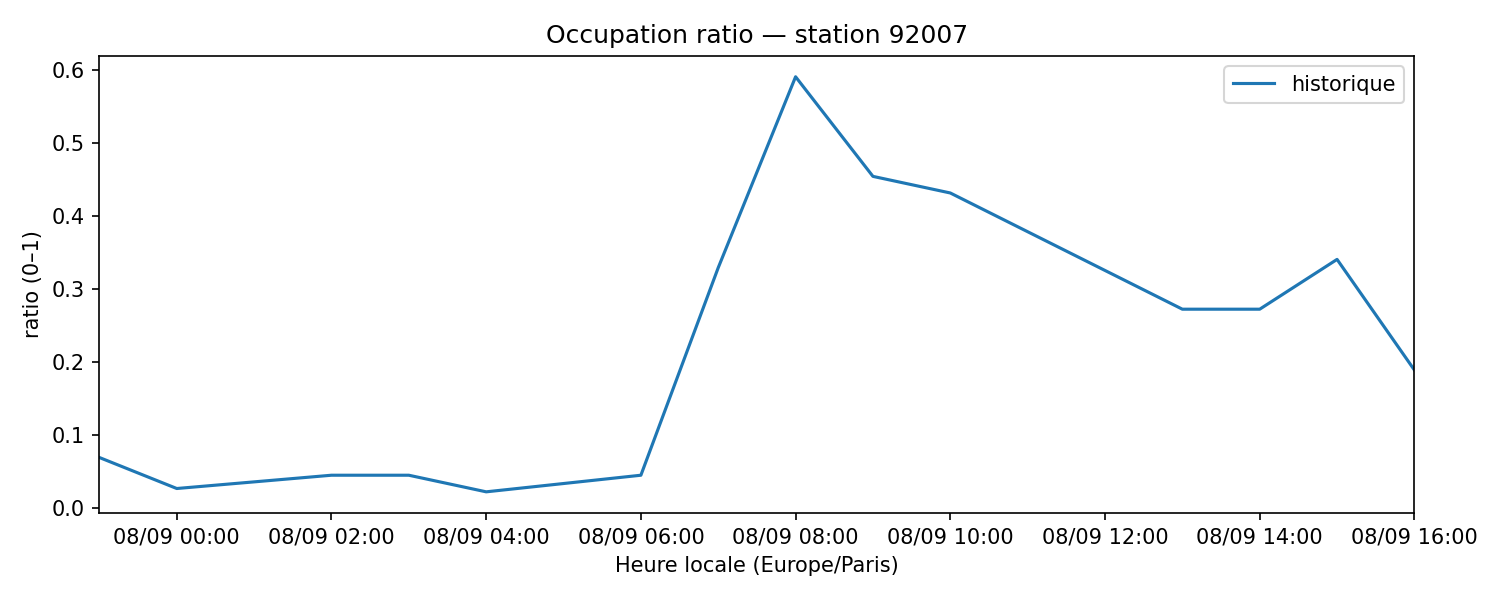 Occupation ratio — station 92007
historique
0.6
0.5
0.4
0.3
0.2
0.1
0.0
ratio (0–1)
08/09 00:00 08/09 02:00 08/09 04:00 08/09 06:00 08/09 08:00 08/09 10:00 08/09 12:00 08/09 14:00 08/09 16:00
Heure locale (Europe/Paris)